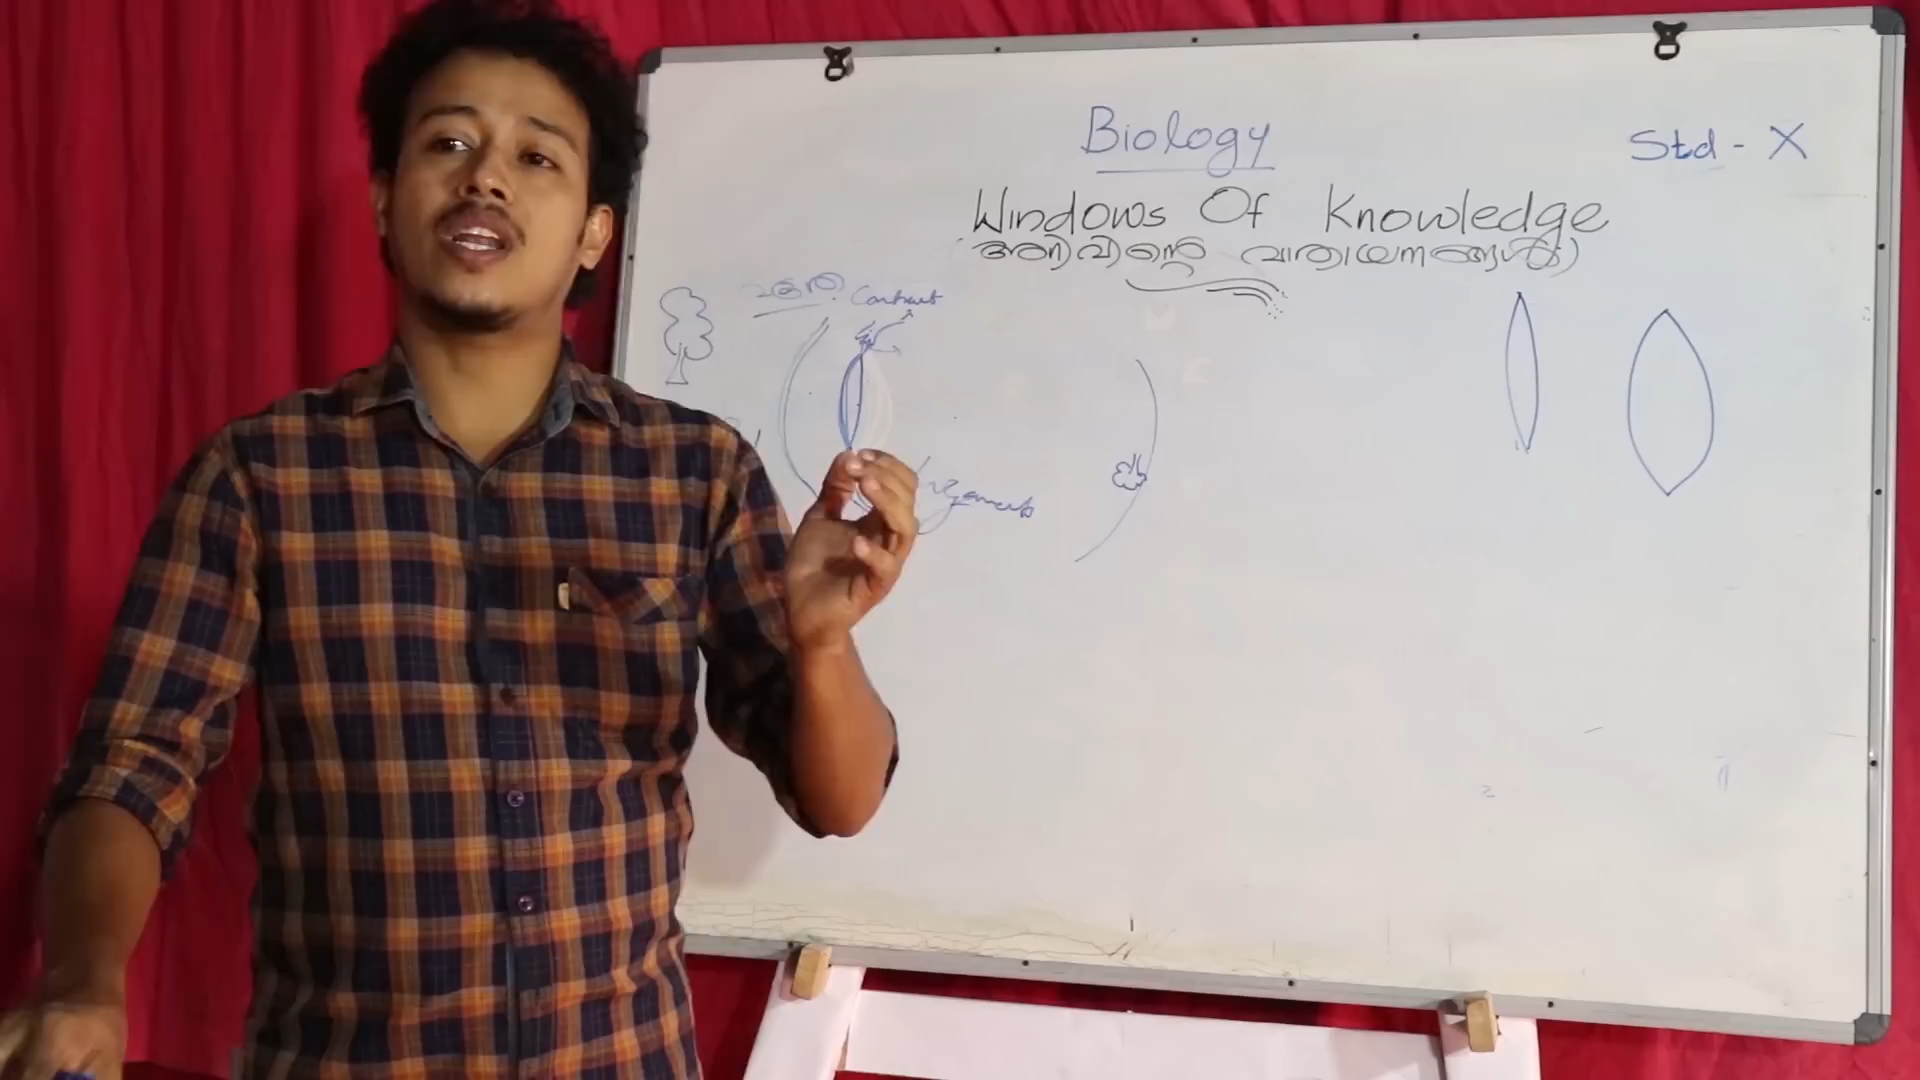 Biology
Std - X
Windows Of Knowledge
അറിവിന്റെ വാതായനങ്ങൾ
Contract